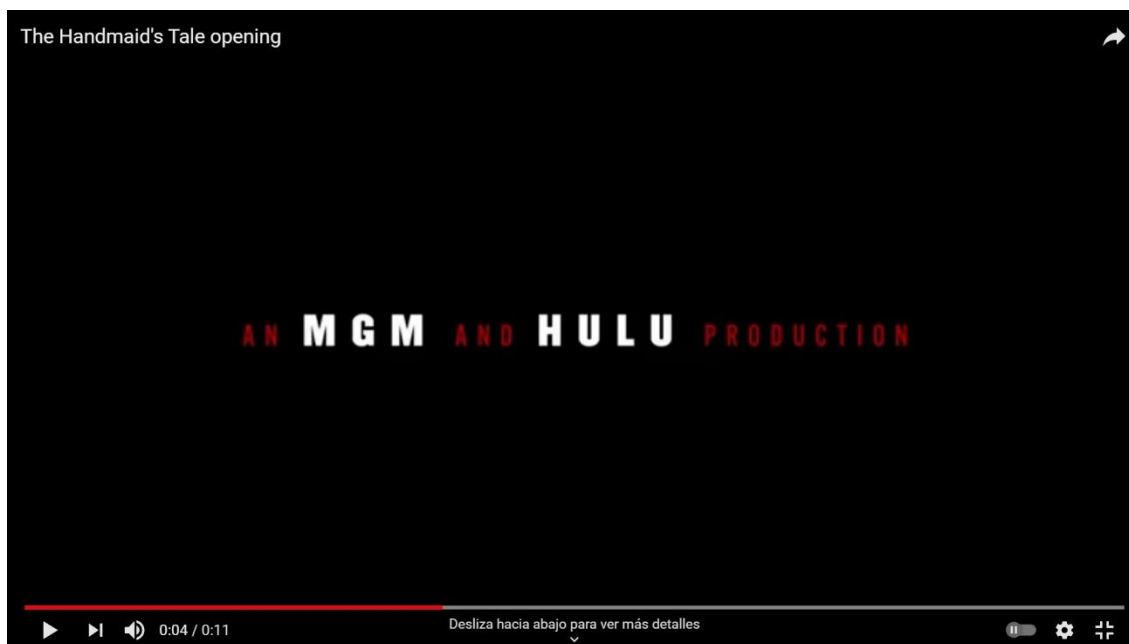 The Handmaid's Tale opening
AN MGM AND HULU PRODUCTION
0:04 / 0:11
Desliza hacia abajo para ver más detalles